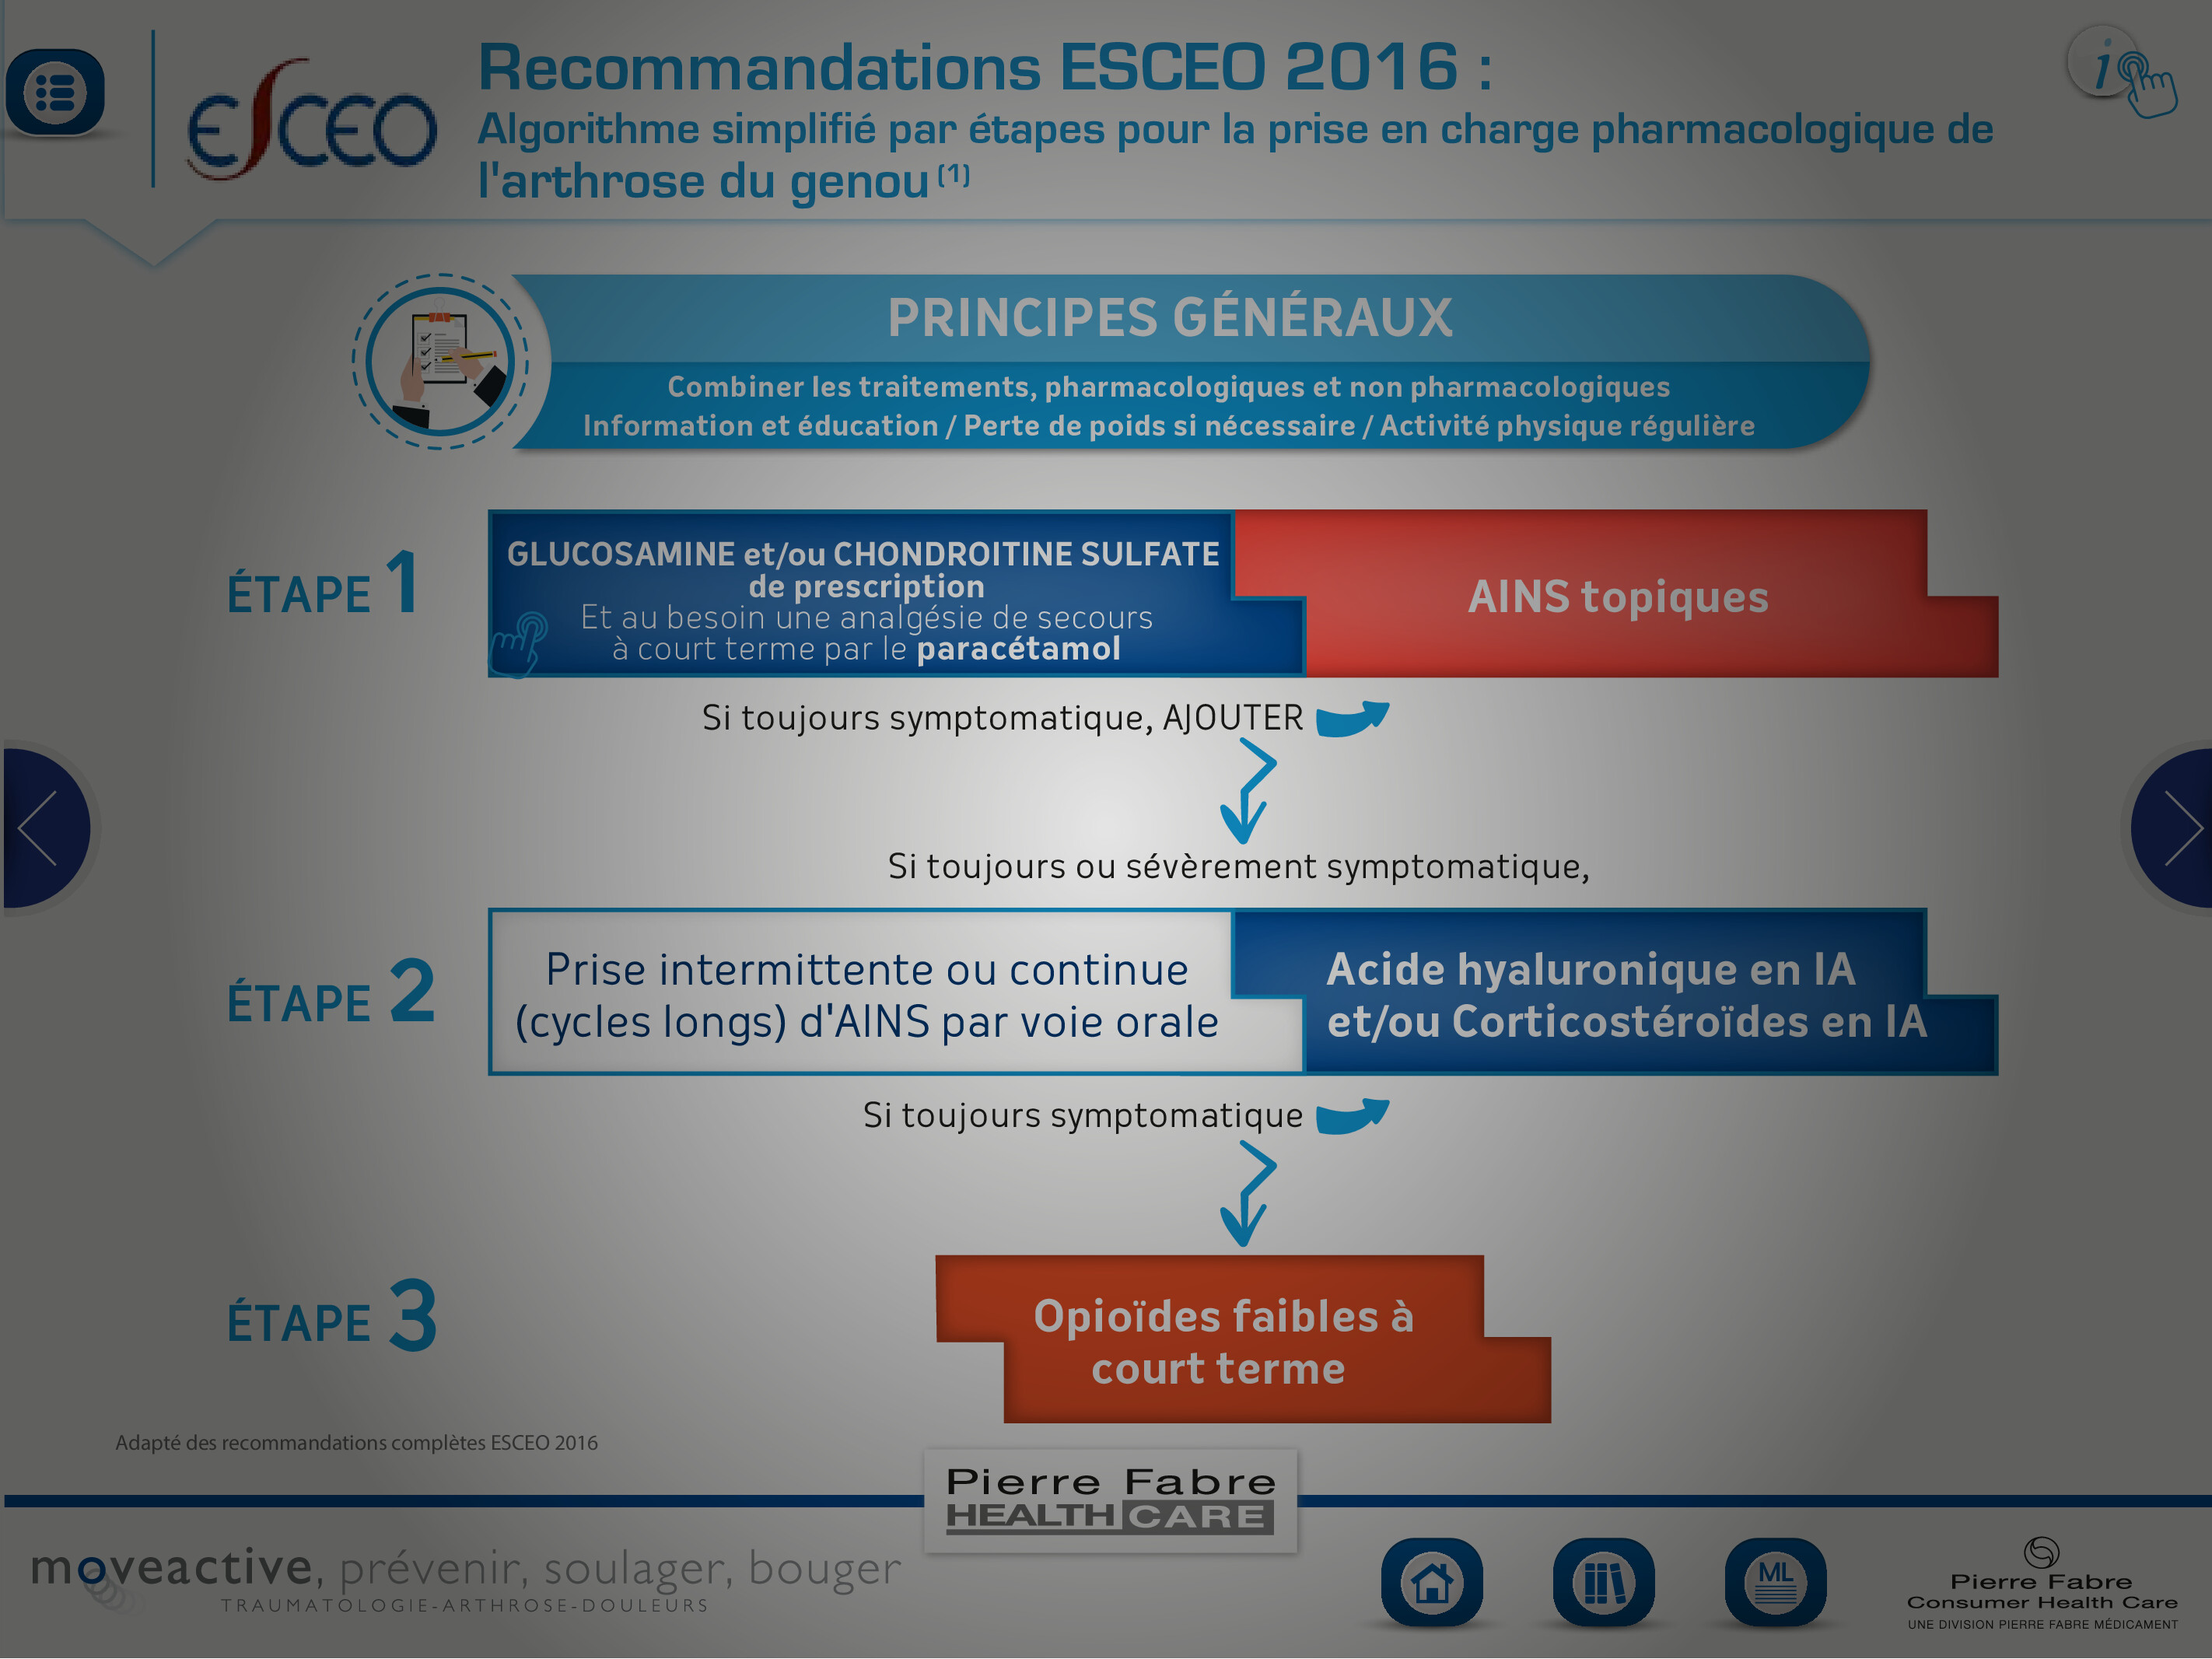 ESCEO
Recommandations ESCEO 2016 :
Algorithme simplifié par étapes pour la prise en charge pharmacologique de
l'arthrose du genou (1)
i
PRINCIPES GÉNÉRAUX
Combiner les traitements, pharmacologiques et non pharmacologiques
Information et éducation / Perte de poids si nécessaire / Activité physique régulière
ÉTAPE 1
GLUCOSAMINE et/ou CHONDROITINE SULFATE
de prescription
Et au besoin une analgésie de secours
à court terme par le paracétamol
AINS topiques
Si toujours symptomatique, AJOUTER
Si toujours ou sévèrement symptomatique,
ÉTAPE 2
Prise intermittente ou continue
(cycles longs) d'AINS par voie orale
Acide hyaluronique en IA
et/ou Corticostéroïdes en IA
Si toujours symptomatique
ÉTAPE 3
Opioïdes faibles à
court terme
Adapté des recommandations complètes ESCEO 2016
Pierre Fabre
HEALTH CARE
moveactive, prévenir, soulager, bouger
TRAUMATOLOGIE-ARTHROSE-DOULEURS
ML
Pierre Fabre
Consumer Health Care
UNE DIVISION PIERRE FABRE MÉDICAMENT